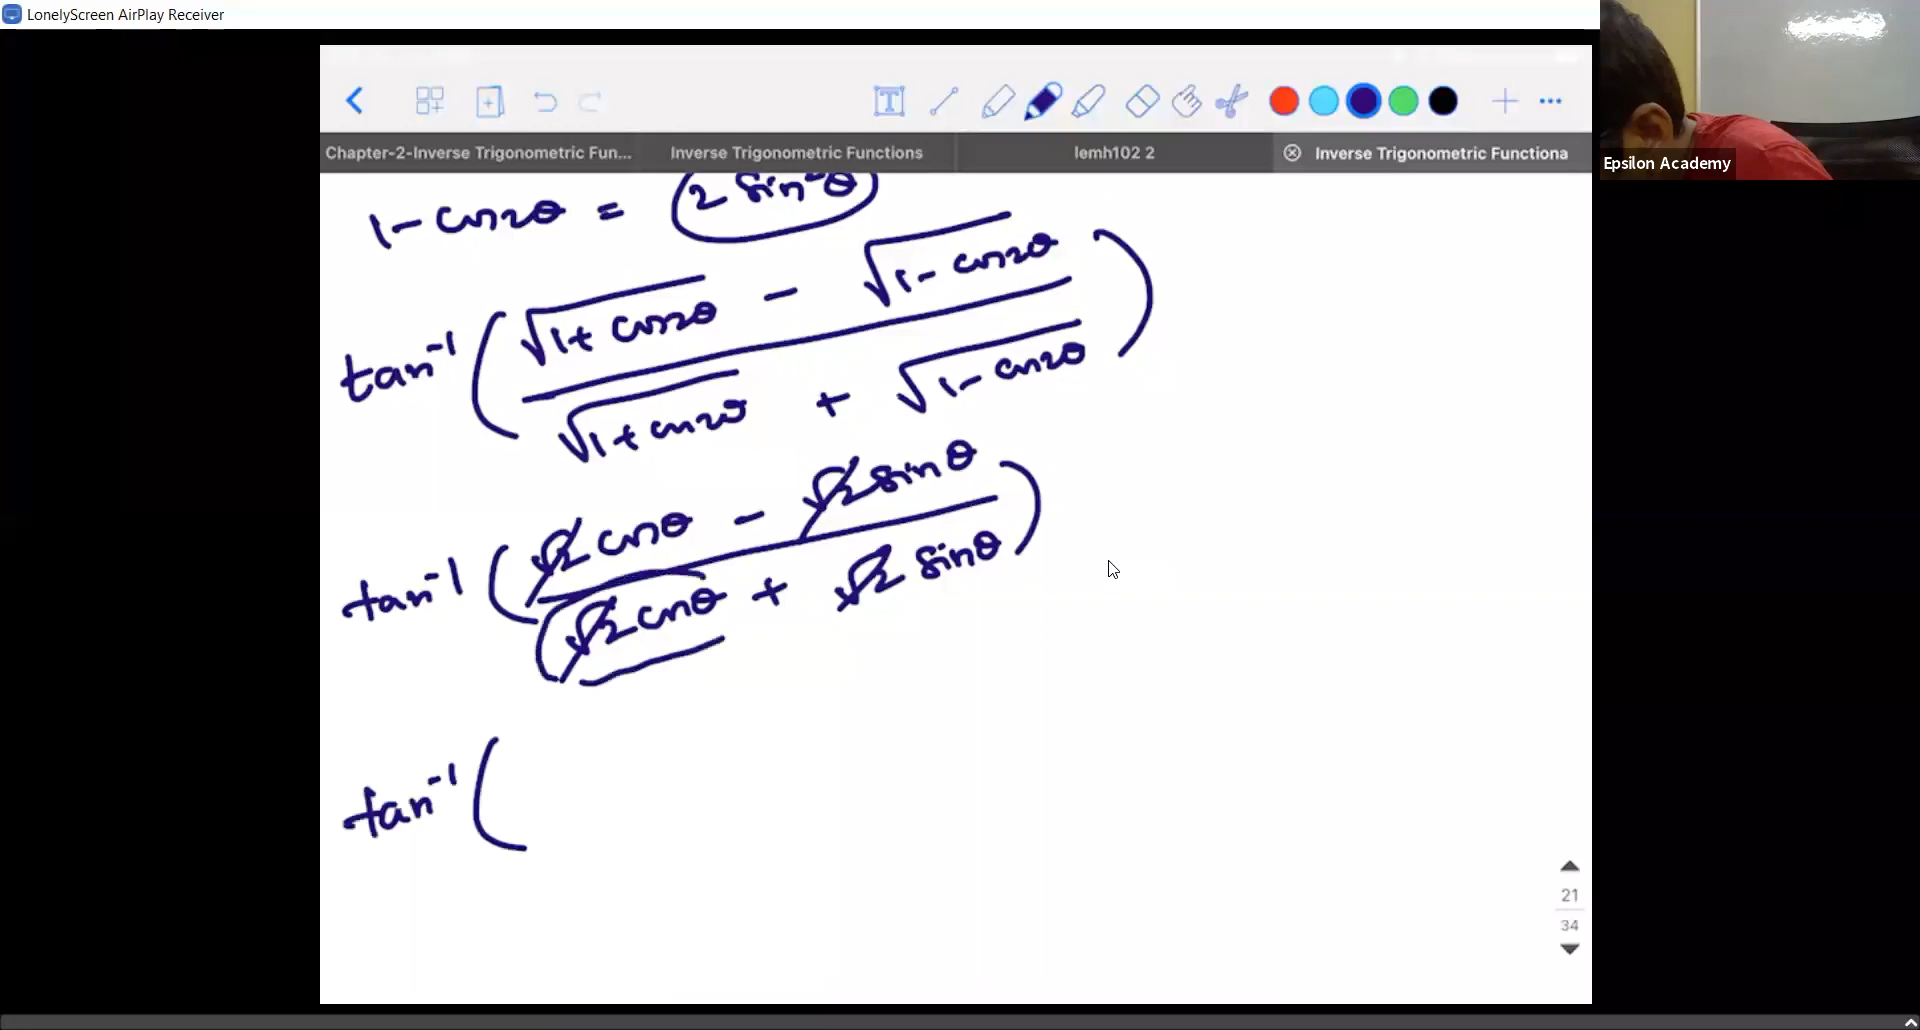 LonelyScreen AirPlay Receiver
Chapter-2-Inverse Trigonometric Fun... Inverse Trigonometric Functions lemh102 2 Inverse Trigonometric Functiona
Epsilon Academy
1 - cos2θ = 2 sin²θ
tan⁻¹ ( (√(1 + cos2θ) - √(1 - cos2θ)) / (√(1 + cos2θ) + √(1 - cos2θ)) )
tan⁻¹ ( (√2 cosθ - √2 sinθ) / (√2 cosθ + √2 sinθ) )
tan⁻¹ (
21
34